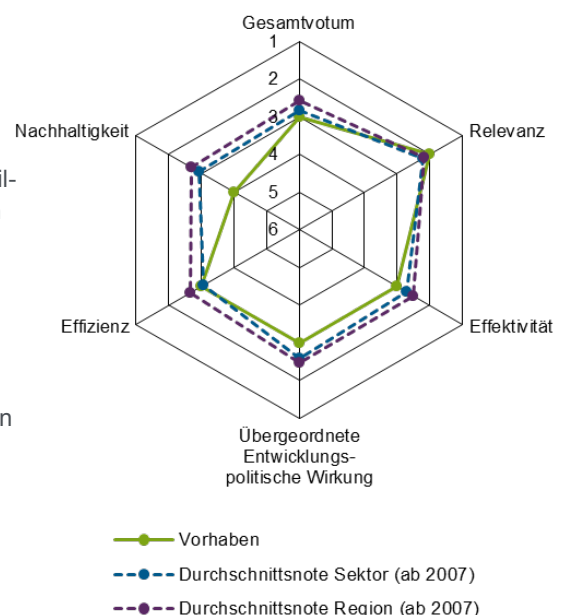 Gesamtvotum
1
2
3
4
5
6
Nachhaltigkeit
Relevanz
il-
Effizienz
Effektivität
n
Übergeordnete
Entwicklungs-
politische Wirkung
Vorhaben
Durchschnittsnote Sektor (ab 2007)
Durchschnittsnote Region (ab 2007)